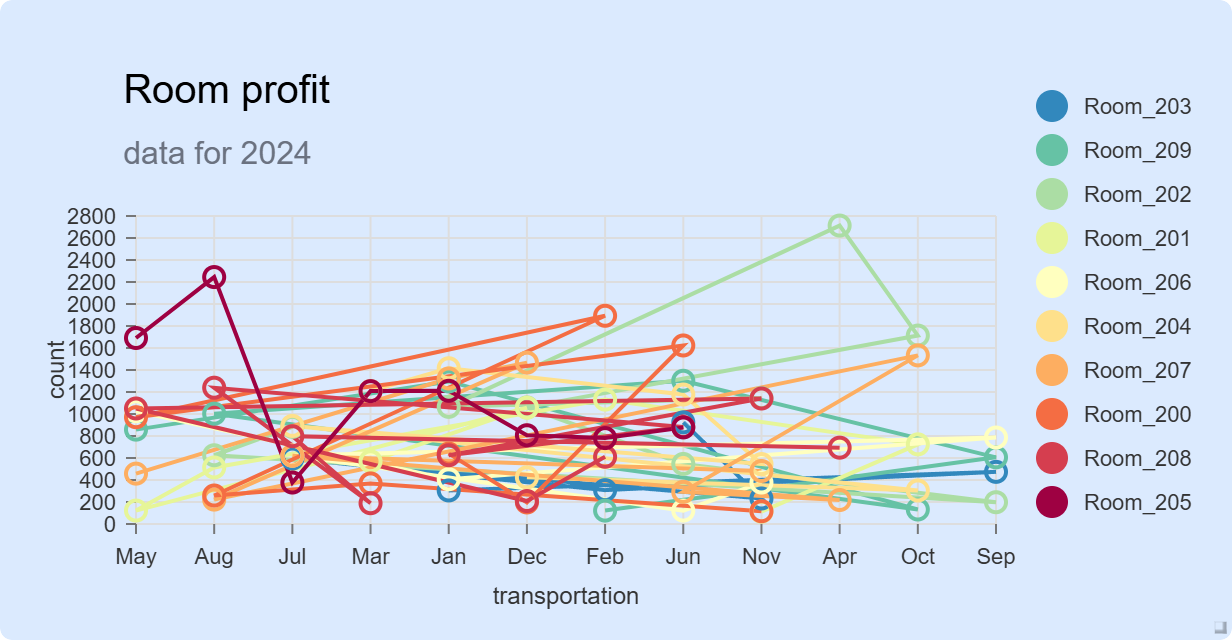 Room profit
data for 2024
Room_203
Room_209
Room_202
Room_201
Room_206
Room_204
Room_207
Room_200
Room_208
Room_205
count
2800
2600
2400
2200
2000
1800
1600
1400
1200
1000
800
600
400
200
0
May Aug Jul Mar Jan Dec Feb Jun Nov Apr Oct Sep
transportation